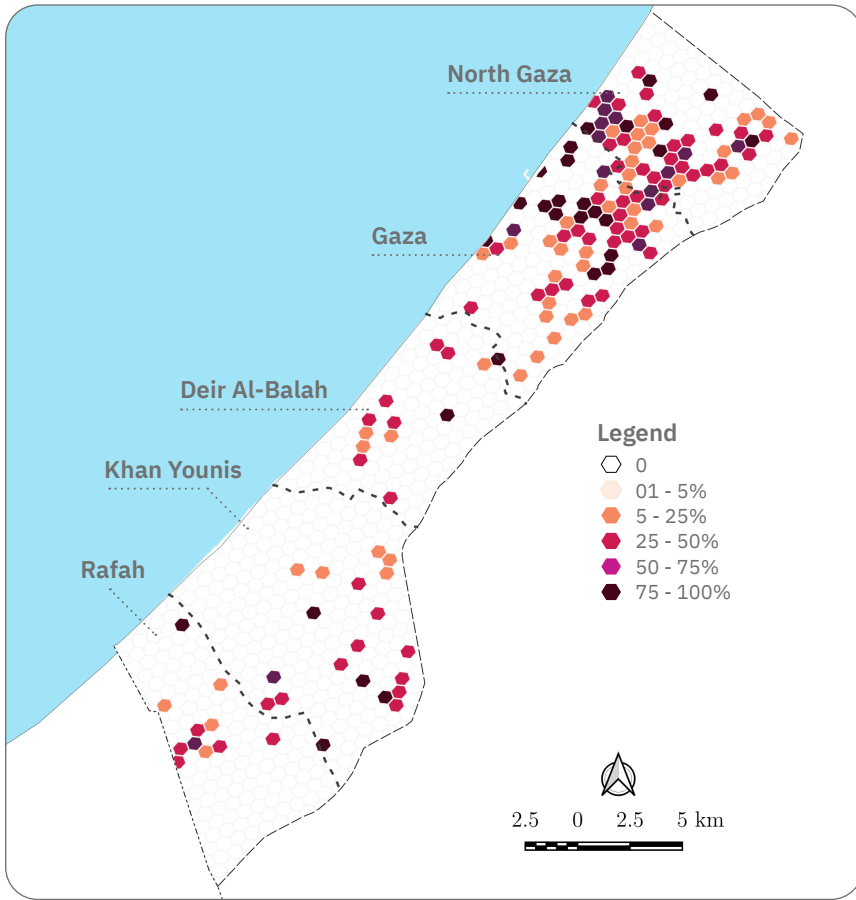 North Gaza
Gaza
Deir Al-Balah
Khan Younis
Rafah
Legend
0
01 - 5%
5 - 25%
25 - 50%
50 - 75%
75 - 100%
2.5 0 2.5 5 km